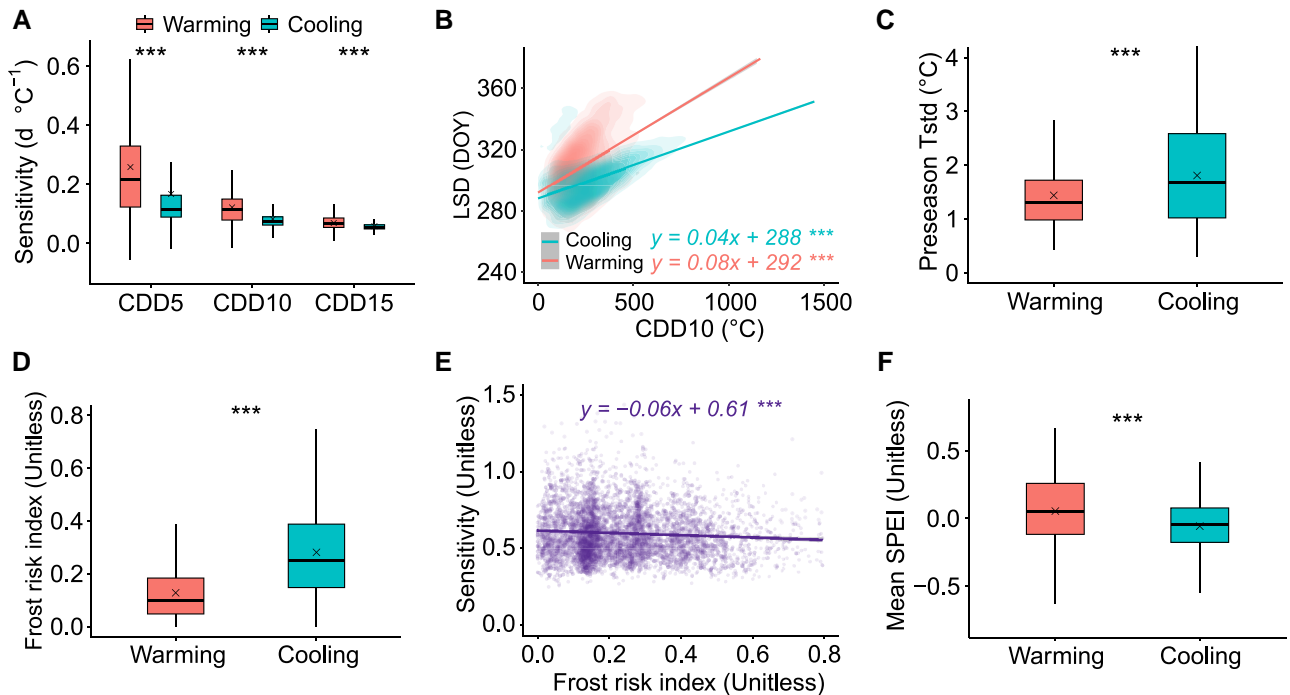 A
Warming Cooling
*** *** ***
Sensitivity (d °C⁻¹)
0.6
0.4
0.2
0.0
CDD5 CDD10 CDD15
B
LSD (DOY)
360
320
280
240
Cooling y = 0.04x + 288 ***
Warming y = 0.08x + 292 ***
0 500 1000 1500
CDD10 (°C)
C
***
Preseason Tstd (°C)
4
3
2
1
0
Warming Cooling
D
***
Frost risk index (Unitless)
0.8
0.6
0.4
0.2
0.0
Warming Cooling
E
y = −0.06x + 0.61 ***
Sensitivity (Unitless)
1.5
1.0
0.5
0.0
0.0 0.2 0.4 0.6 0.8
Frost risk index (Unitless)
F
***
Mean SPEI (Unitless)
0.5
0.0
−0.5
Warming Cooling